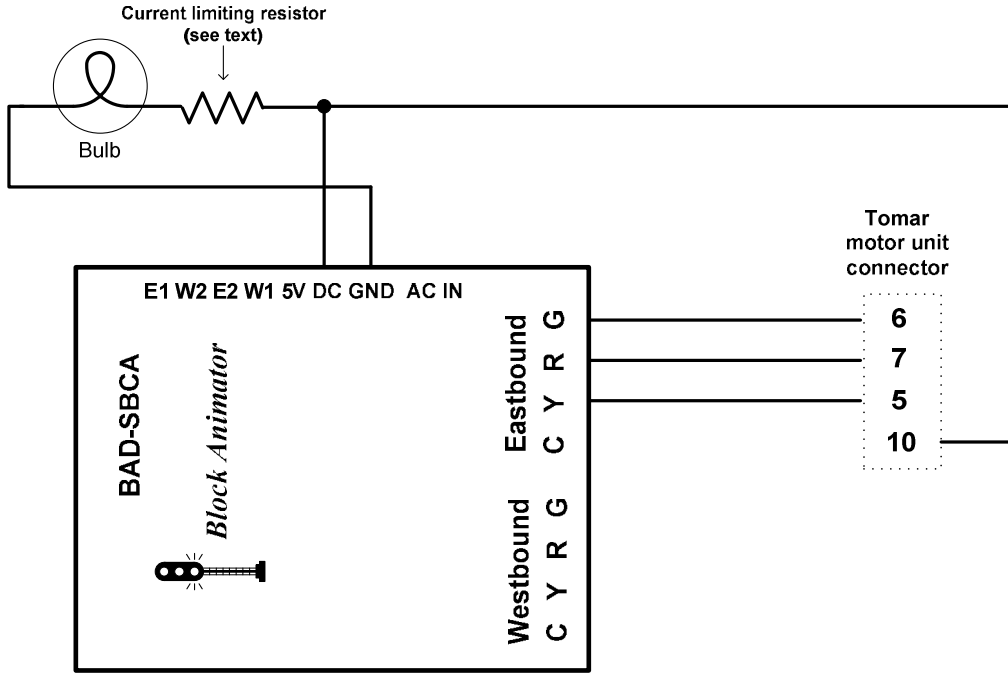 Current limiting resistor
(see text)
Bulb
Tomar
motor unit
connector
E1 W2 E2 W1 5V DC GND AC IN
BAD-SBCA
Block Animator
Eastbound
G
R
Y
C
Westbound
G
R
Y
C
6
7
5
10